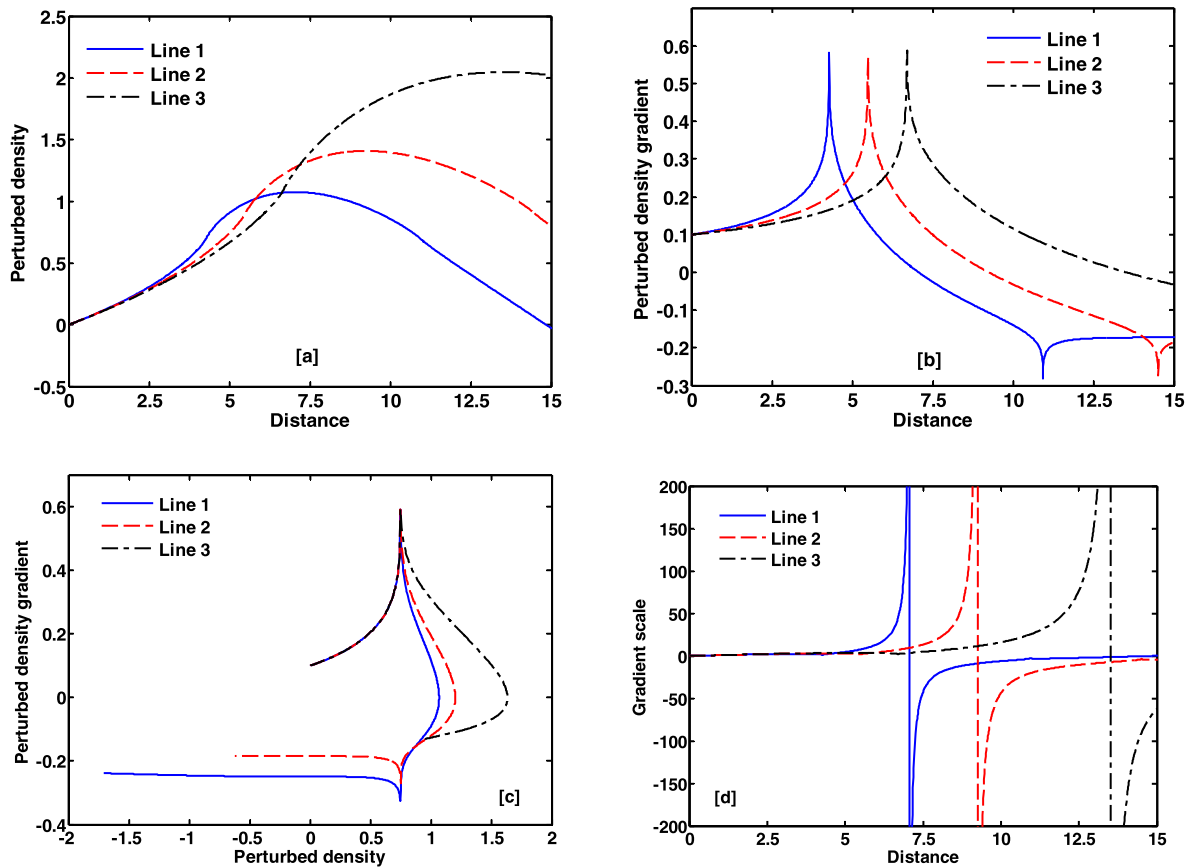 2.5
2
1.5
1
0.5
0
-0.5
Perturbed density
Line 1
Line 2
Line 3
[a]
0 2.5 5 7.5 10 12.5 15
Distance
0.6
0.5
0.4
0.3
0.2
0.1
0
-0.1
-0.2
-0.3
Perturbed density gradient
Line 1
Line 2
Line 3
[b]
0 2.5 5 7.5 10 12.5 15
Distance
0.6
0.4
0.2
0
-0.2
-0.4
Perturbed density gradient
Line 1
Line 2
Line 3
[c]
-2 -1.5 -1 -0.5 0 0.5 1 1.5 2
Perturbed density
200
150
100
50
0
-50
-100
-150
-200
Gradient scale
Line 1
Line 2
Line 3
[d]
0 2.5 5 7.5 10 12.5 15
Distance